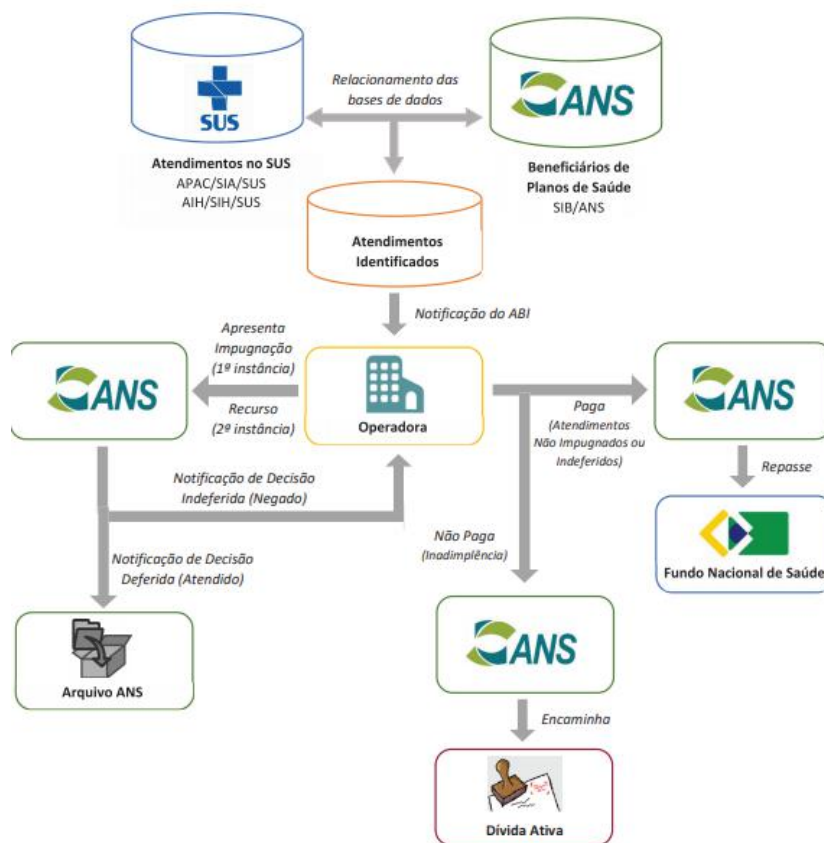 Relacionamento das
bases de dados
SUS
ANS
Atendimentos no SUS
APAC/SIA/SUS
AIH/SIH/SUS
Beneficiários de
Planos de Saúde
SIB/ANS
Atendimentos
Identificados
Notificação do ABI
Apresenta
Impugnação
(1ª instância)
Recurso
(2ª instância)
ANS
Operadora
Paga
(Atendimentos
Não Impugnados ou
Indeferidos)
ANS
Repasse
Fundo Nacional de Saúde
Notificação de Decisão
Indeferida (Negado)
Não Paga
(Inadimplência)
Notificação de Decisão
Deferida (Atendido)
Arquivo ANS
ANS
Encaminha
Dívida Ativa